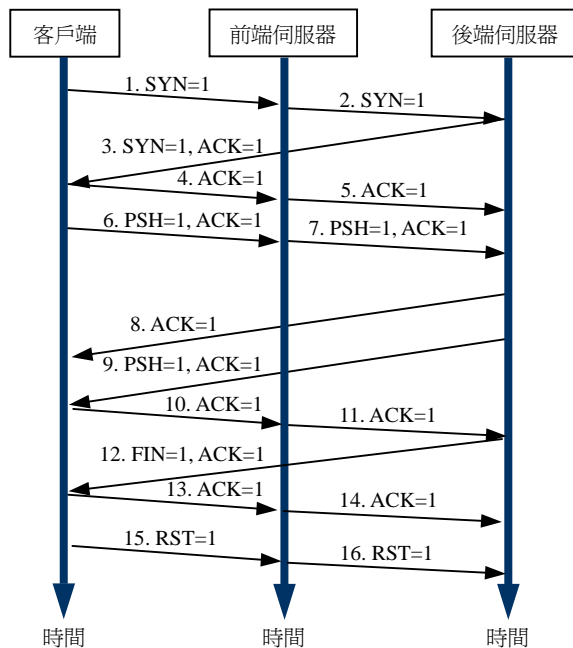 客戶端
前端伺服器
後端伺服器
1. SYN=1
2. SYN=1
3. SYN=1, ACK=1
4. ACK=1
5. ACK=1
6. PSH=1, ACK=1
7. PSH=1, ACK=1
8. ACK=1
9. PSH=1, ACK=1
10. ACK=1
11. ACK=1
12. FIN=1, ACK=1
13. ACK=1
14. ACK=1
15. RST=1
16. RST=1
時間
時間
時間